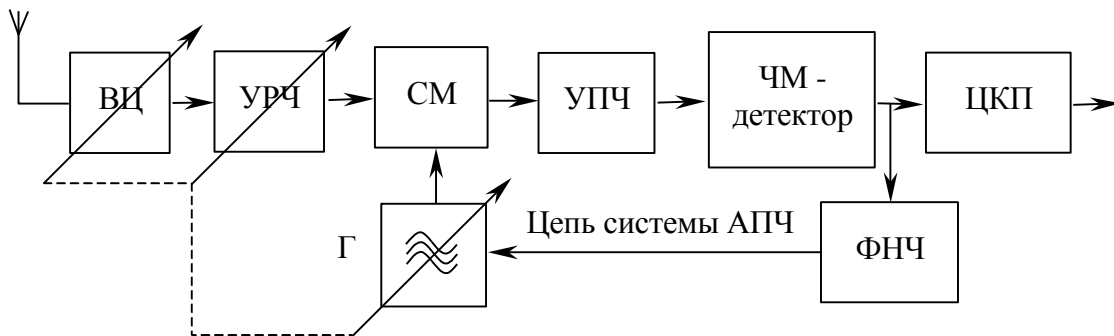 ВЦ
УРЧ
СМ
УПЧ
ЧМ -
детектор
ЦКП
Г
Цепь системы АПЧ
ФНЧ